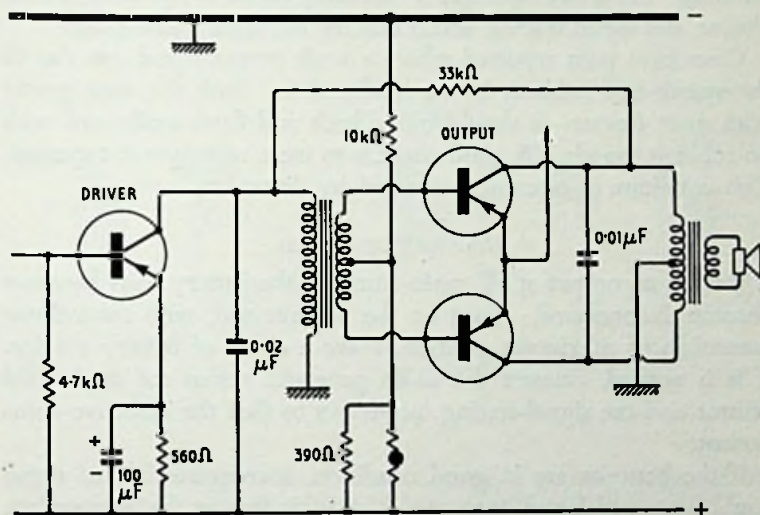 −
33kΩ
10kΩ
OUTPUT
DRIVER
0·01µF
0·02
µF
4·7kΩ
+
−
100
µF
560Ω
390Ω
+